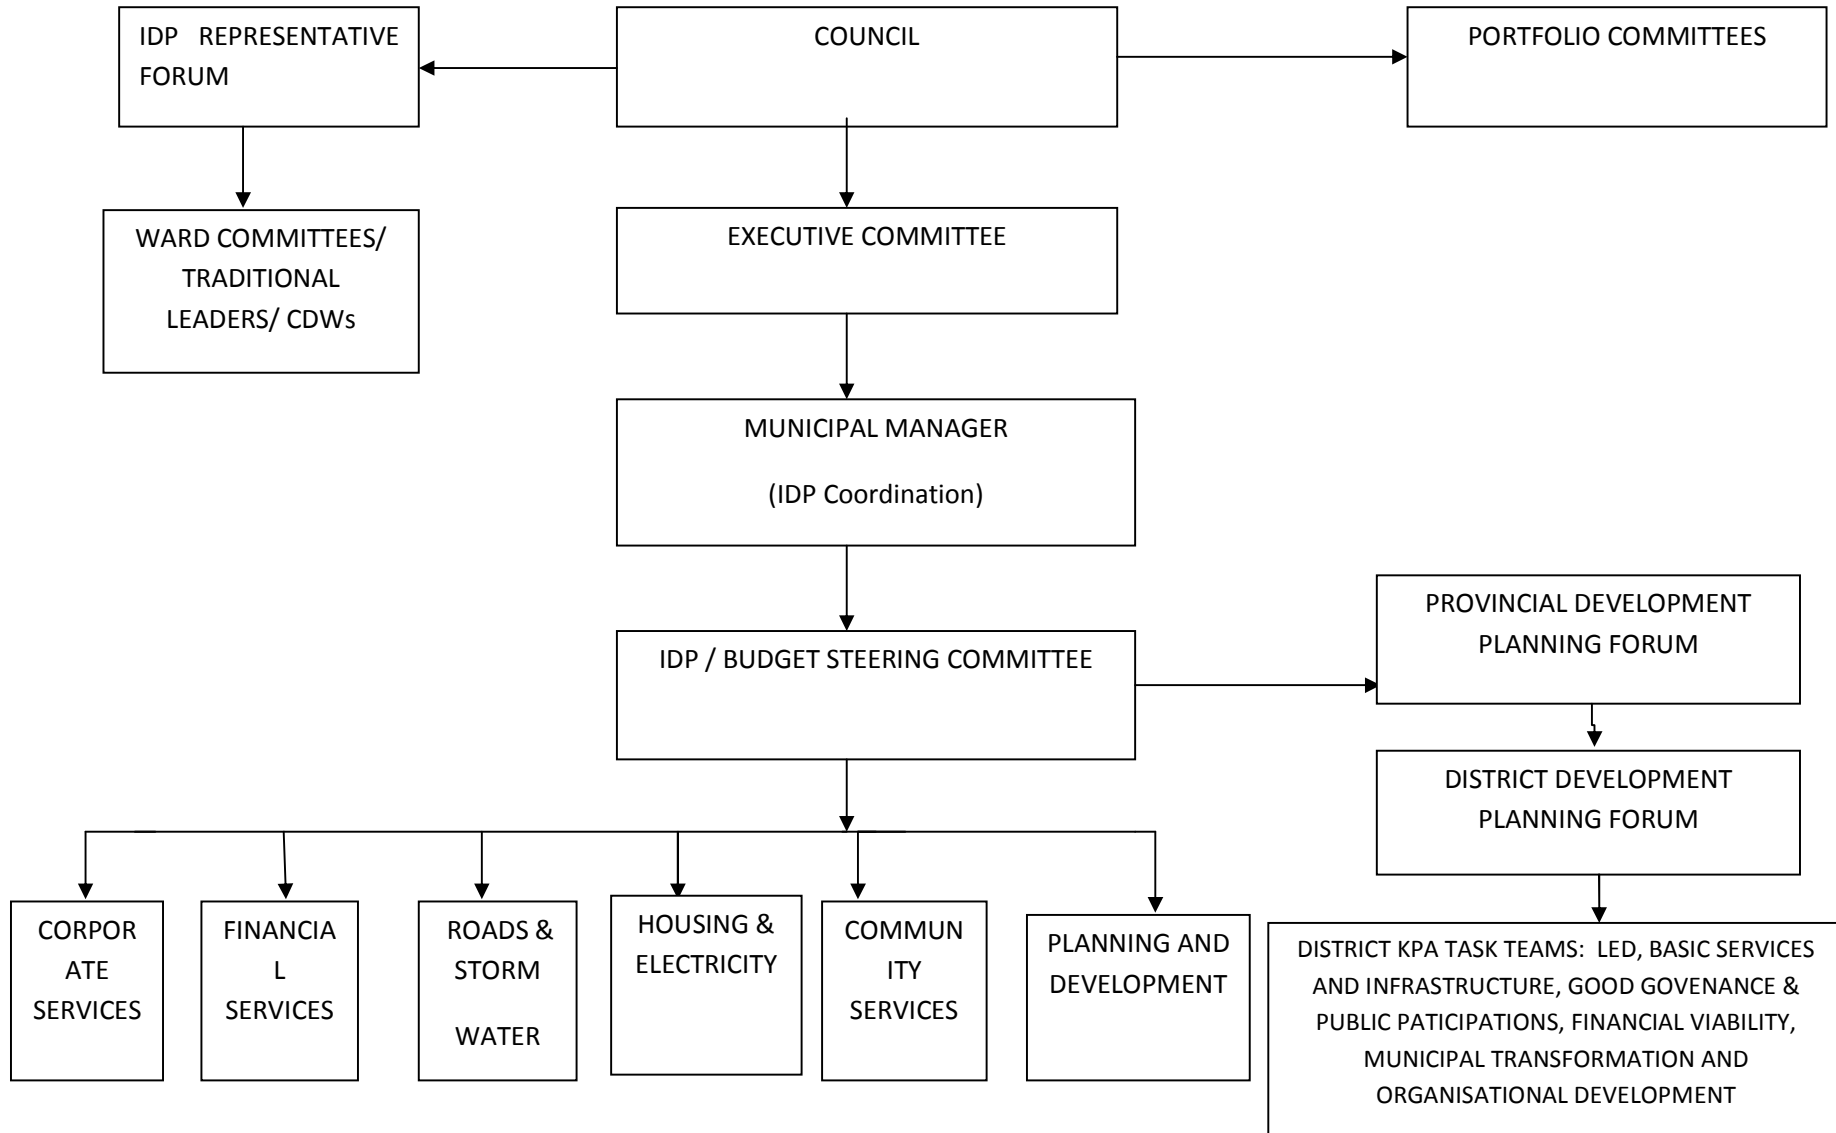 IDP REPRESENTATIVE
FORUM
COUNCIL
PORTFOLIO COMMITTEES
WARD COMMITTEES/
TRADITIONAL
LEADERS/ CDWs
EXECUTIVE COMMITTEE
MUNICIPAL MANAGER
(IDP Coordination)
IDP / BUDGET STEERING COMMITTEE
PROVINCIAL DEVELOPMENT
PLANNING FORUM
DISTRICT DEVELOPMENT
PLANNING FORUM
CORPOR
ATE
SERVICES
FINANCIA
L
SERVICES
ROADS &
STORM
WATER
HOUSING &
ELECTRICITY
COMMUN
ITY
SERVICES
PLANNING AND
DEVELOPMENT
DISTRICT KPA TASK TEAMS: LED, BASIC SERVICES
AND INFRASTRUCTURE, GOOD GOVENANCE &
PUBLIC PATICIPATIONS, FINANCIAL VIABILITY,
MUNICIPAL TRANSFORMATION AND
ORGANISATIONAL DEVELOPMENT